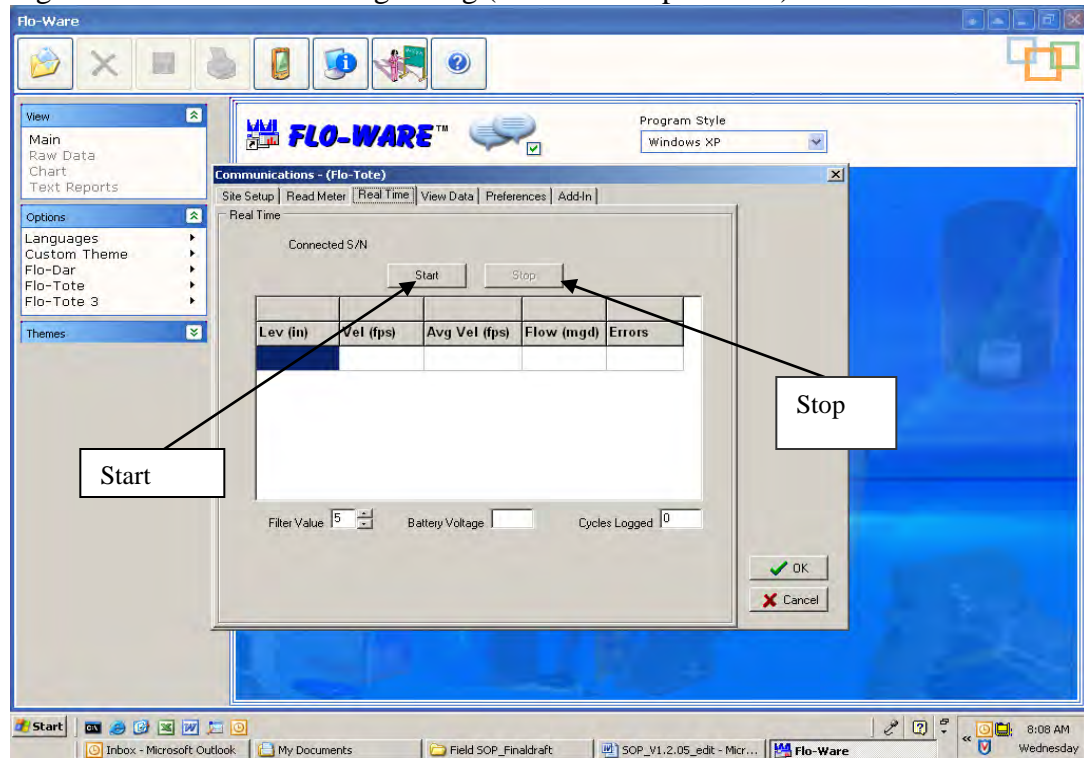 Flo-Ware
View
Main
Raw Data
Chart
Text Reports
Options
Languages
Custom Theme
Flo-Dar
Flo-Tote
Flo-Tote 3
Themes
FLO-WARE™
Program Style
Windows XP
Communications - (Flo-Tote)
Site Setup Read Meter Real Time View Data Preferences Add-In
Real Time
Connected S/N
Start Stop
Lev (in) Vel (fps) Avg Vel (fps) Flow (mgd) Errors
Stop
Start
Filter Value 5 Battery Voltage Cycles Logged 0
OK
Cancel
Start
8:08 AM
Inbox - Microsoft Outlook My Documents Field SOP_Finaldraft SOP_V1.2.05_edit - Micr... Flo-Ware Wednesday